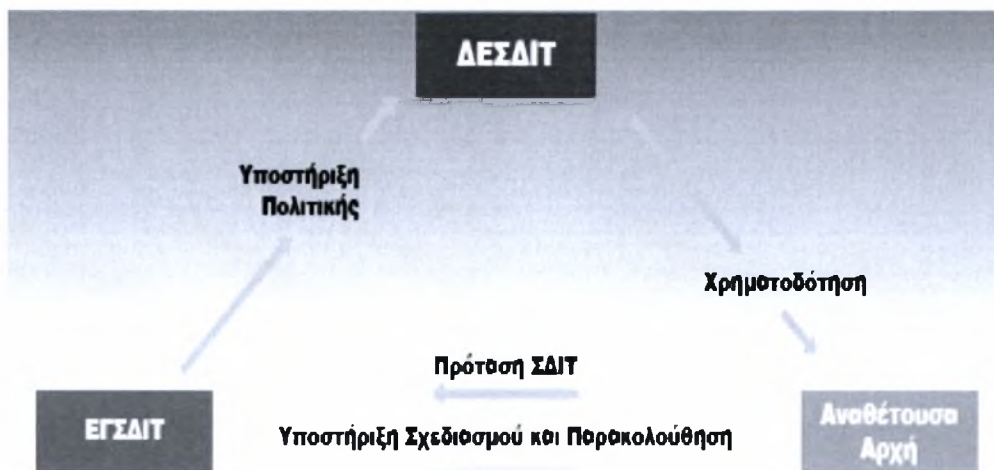 ΔΕΣΔΙΤ
Υποστήριξη
Πολιτικής
Χρηματοδότηση
Πρόταση ΣΔΙΤ
ΕΓΣΔΙΤ
Υποστήριξη Σχεδιασμού και Παρακολούθηση
Αναθέτουσα
Αρχή